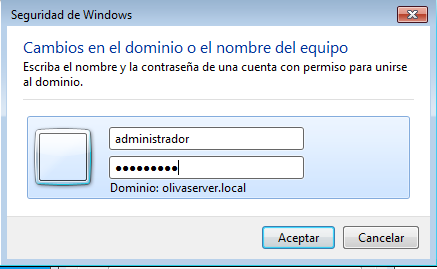 Seguridad de Windows
Cambios en el dominio o el nombre del equipo
Escriba el nombre y la contraseña de una cuenta con permiso para unirse
al dominio.
administrador
●●●●●●●●●
Dominio: olivaserver.local
Aceptar Cancelar